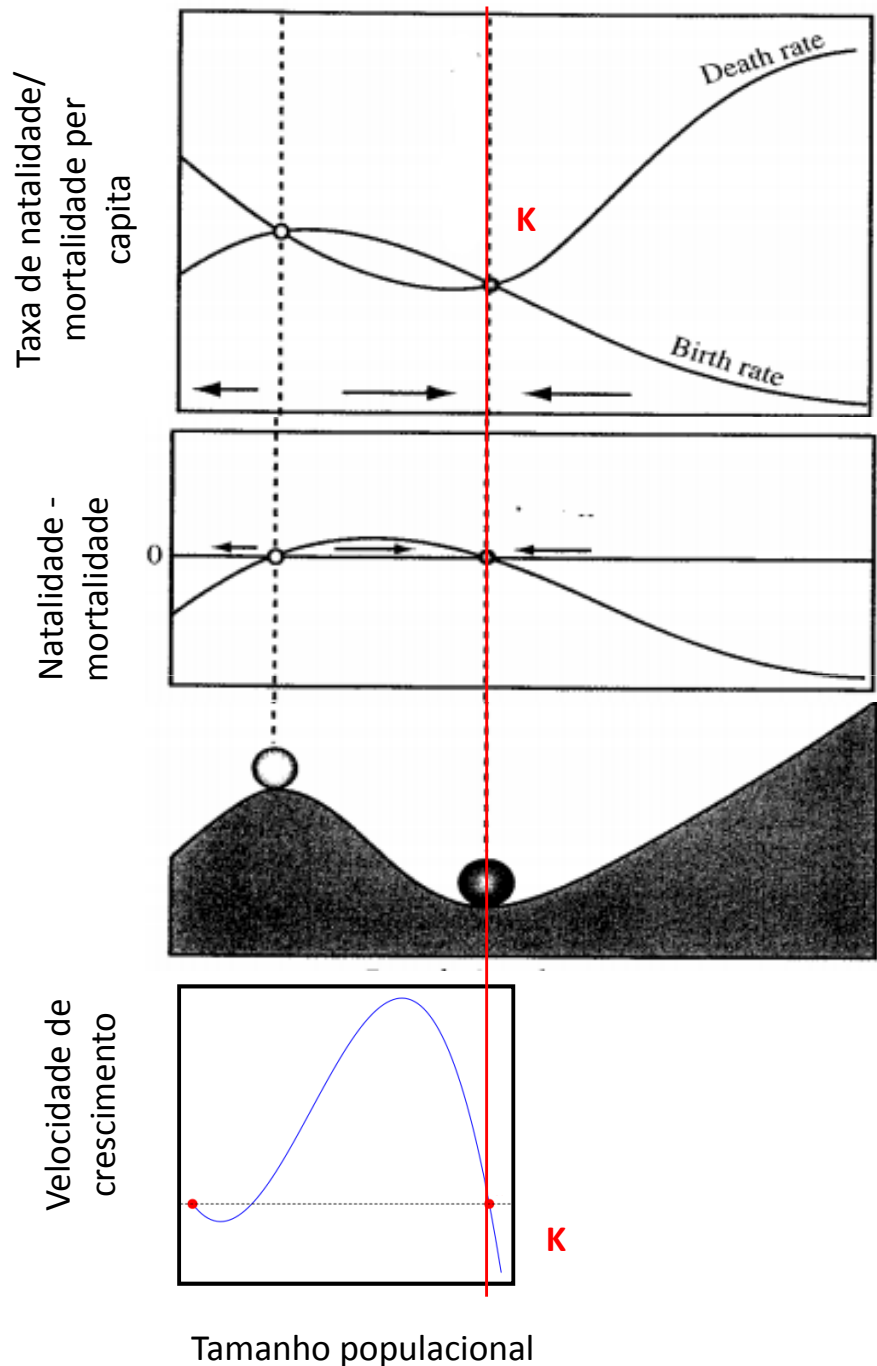 Taxa de natalidade/
mortalidade per
capita
Death rate
K
Birth rate
Natalidade -
mortalidade
0
Velocidade de
crescimento
K
Tamanho populacional